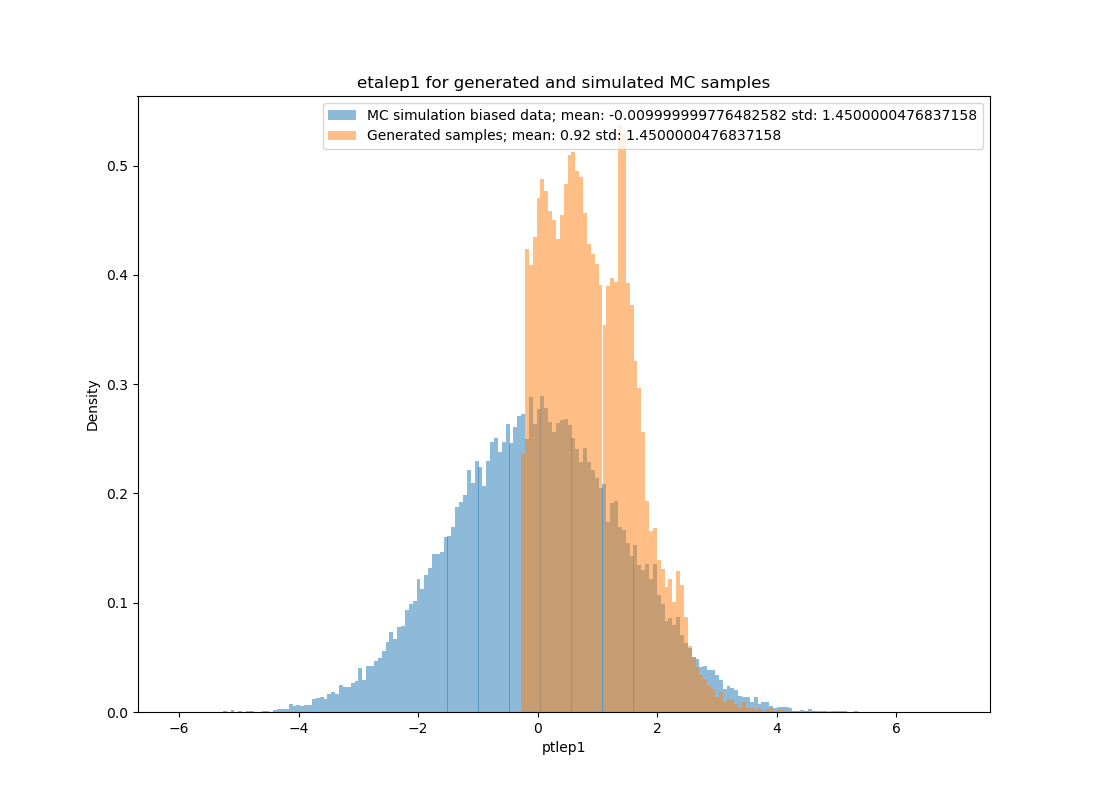 etalep1 for generated and simulated MC samples
MC simulation biased data; mean: -0.009999999776482582 std: 1.4500000476837158
Generated samples; mean: 0.92 std: 1.4500000476837158
Density
0.5
0.4
0.3
0.2
0.1
0.0
−6 −4 −2 0 2 4 6
ptlep1